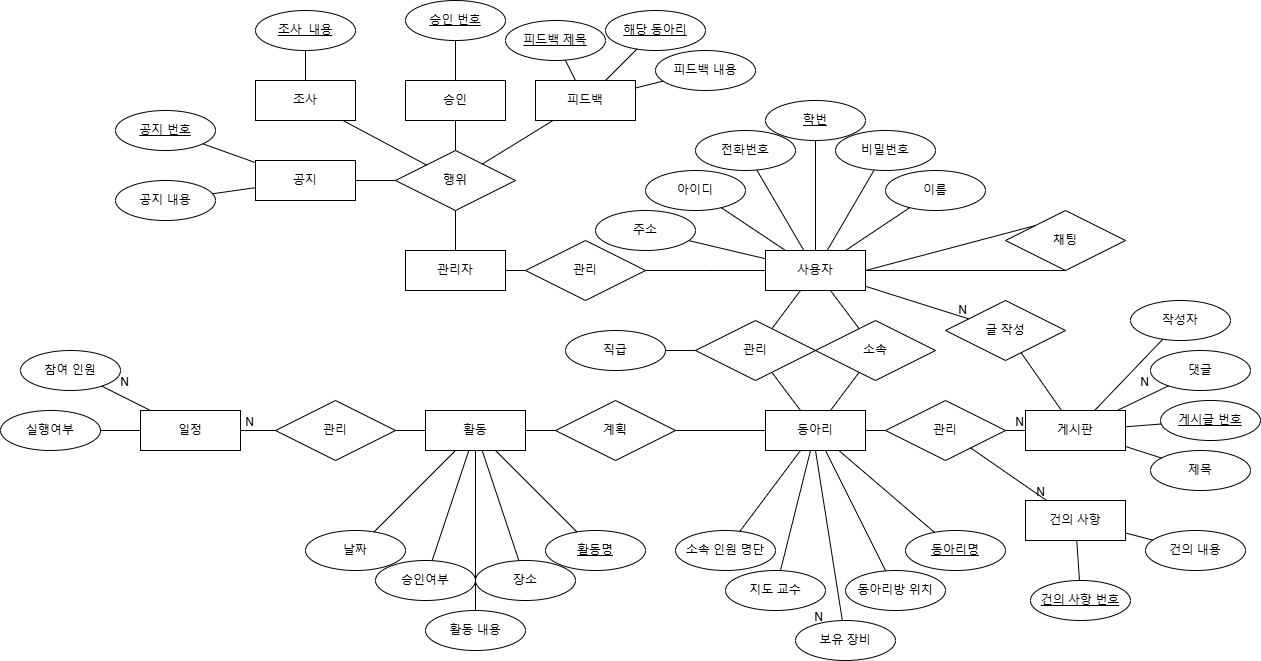 승인 번호
조사 내용
피드백 제목
해당 동아리
피드백 내용
조사
승인
피드백
공지 번호
학번
전화번호
비밀번호
공지
행위
아이디
이름
공지 내용
주소
채팅
관리자
관리
사용자
N
글 작성
작성자
직급
관리
소속
참여 인원
N
댓글
N
게시글 번호
실행여부
일정
N
관리
활동
계획
동아리
관리
N
게시판
제목
N
건의 사항
날짜
승인여부
장소
활동명
소속 인원 명단
지도 교수
동아리방 위치
동아리명
건의 내용
건의 사항 번호
활동 내용
N
보유 장비